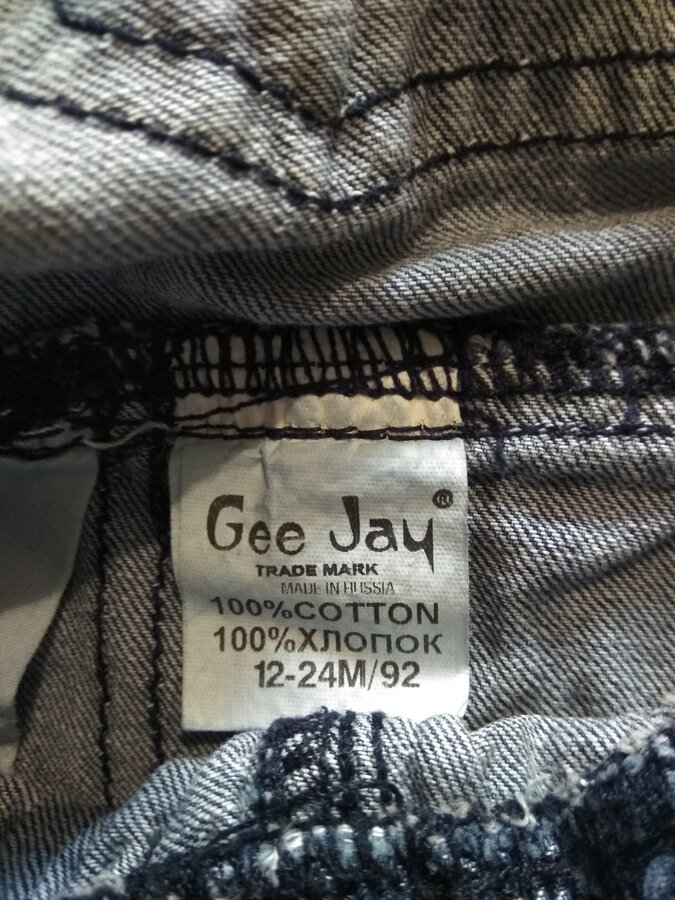 Gee Jay®
TRADE MARK
MADE IN RUSSIA
100%COTTON
100%ХЛОПОК
12-24M/92